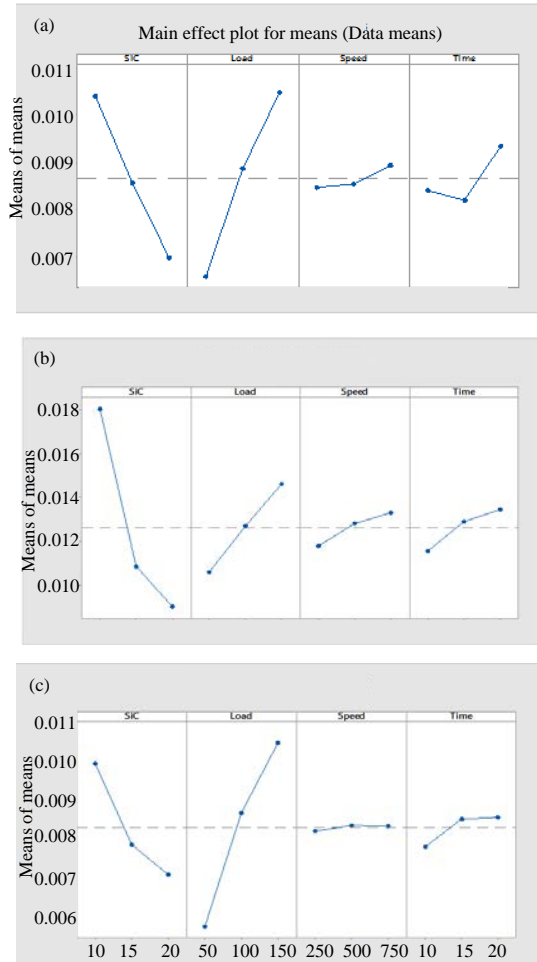 (a)
Main effect plot for means (Data means)
SiC Load Speed Time
Means of means
0.011
0.010
0.009
0.008
0.007
(b)
SiC Load Speed Time
Means of means
0.018
0.016
0.014
0.012
0.010
(c)
SiC Load Speed Time
Means of means
0.011
0.010
0.009
0.008
0.007
0.006
10 15 20 50 100 150 250 500 750 10 15 20